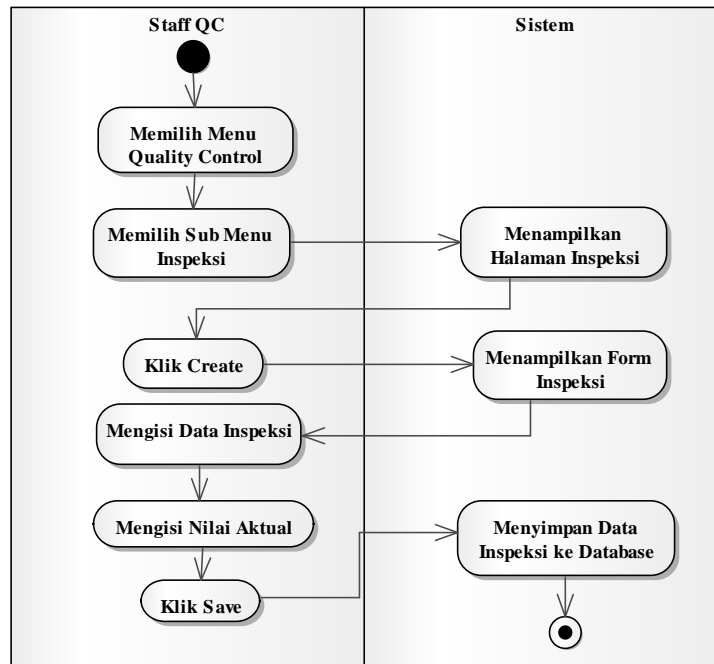 Staff QC
Sistem
Memilih Menu
Quality Control
Memilih Sub Menu
Inspeksi
Menampilkan
Halaman Inspeksi
Klik Create
Menampilkan Form
Inspeksi
Mengisi Data Inspeksi
Mengisi Nilai Aktual
Klik Save
Menyimpan Data
Inspeksi ke Database